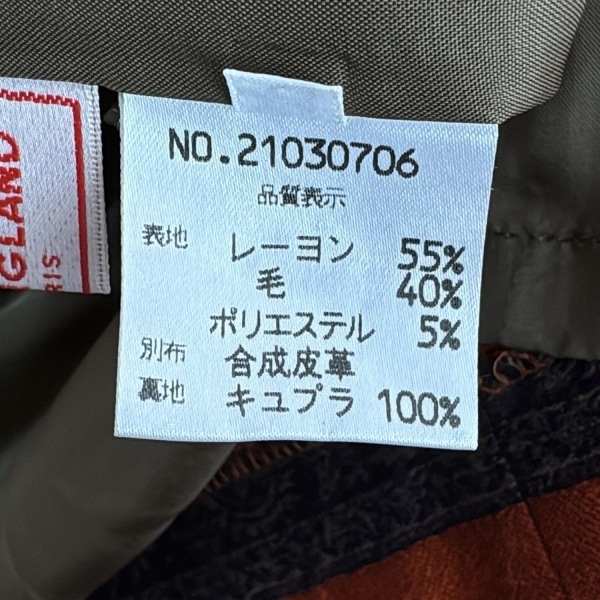 NO.21030706
品質表示
表地 レーヨン 55%
毛 40%
ポリエステル 5%
別布 合成皮革
裏地 キュプラ 100%
GLAND
RIS